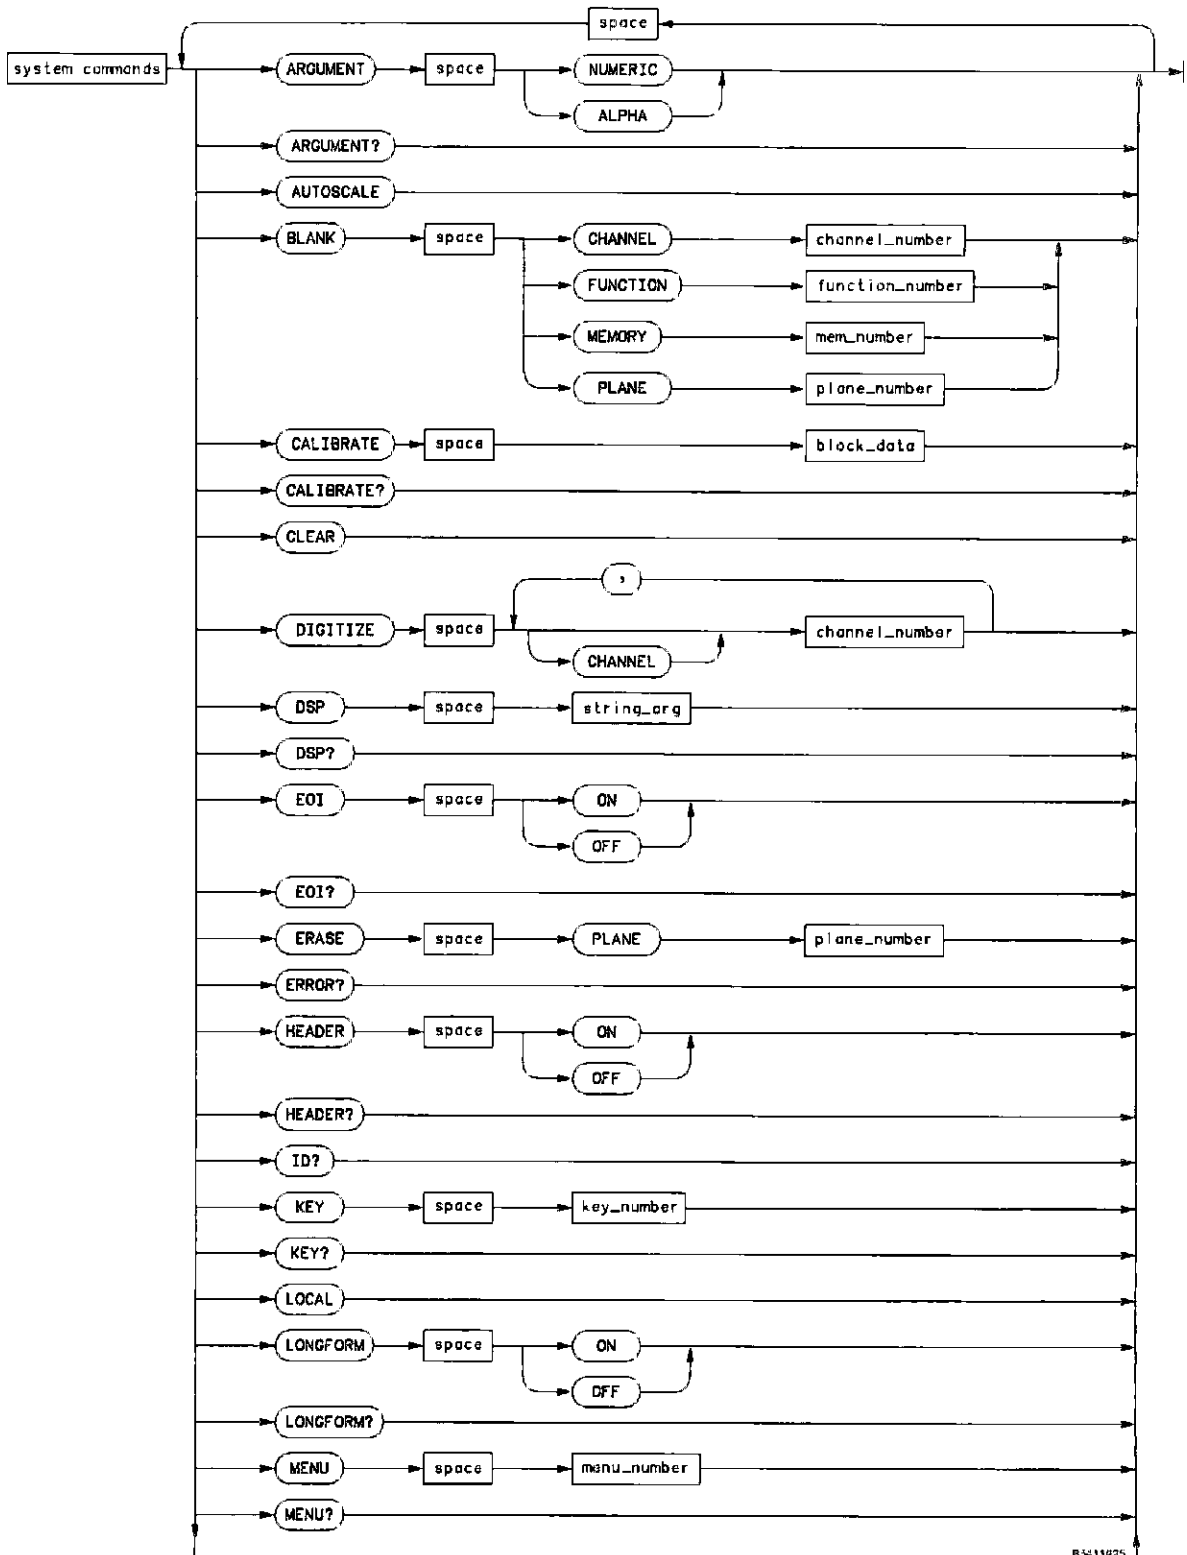 space
system commands ARGUMENT space NUMERIC
ALPHA
ARGUMENT?
AUTOSCALE
BLANK space CHANNEL channel_number
FUNCTION function_number
MEMORY mem_number
PLANE plane_number
CALIBRATE space block_data
CALIBRATE?
CLEAR
,
DIGITIZE space channel_number
CHANNEL
DSP space string_arg
DSP?
EOI space ON
OFF
EOI?
ERASE space PLANE plane_number
ERROR?
HEADER space ON
OFF
HEADER?
ID?
KEY space key_number
KEY?
LOCAL
LONGFORM space ON
OFF
LONGFORM?
MENU space menu_number
MENU?